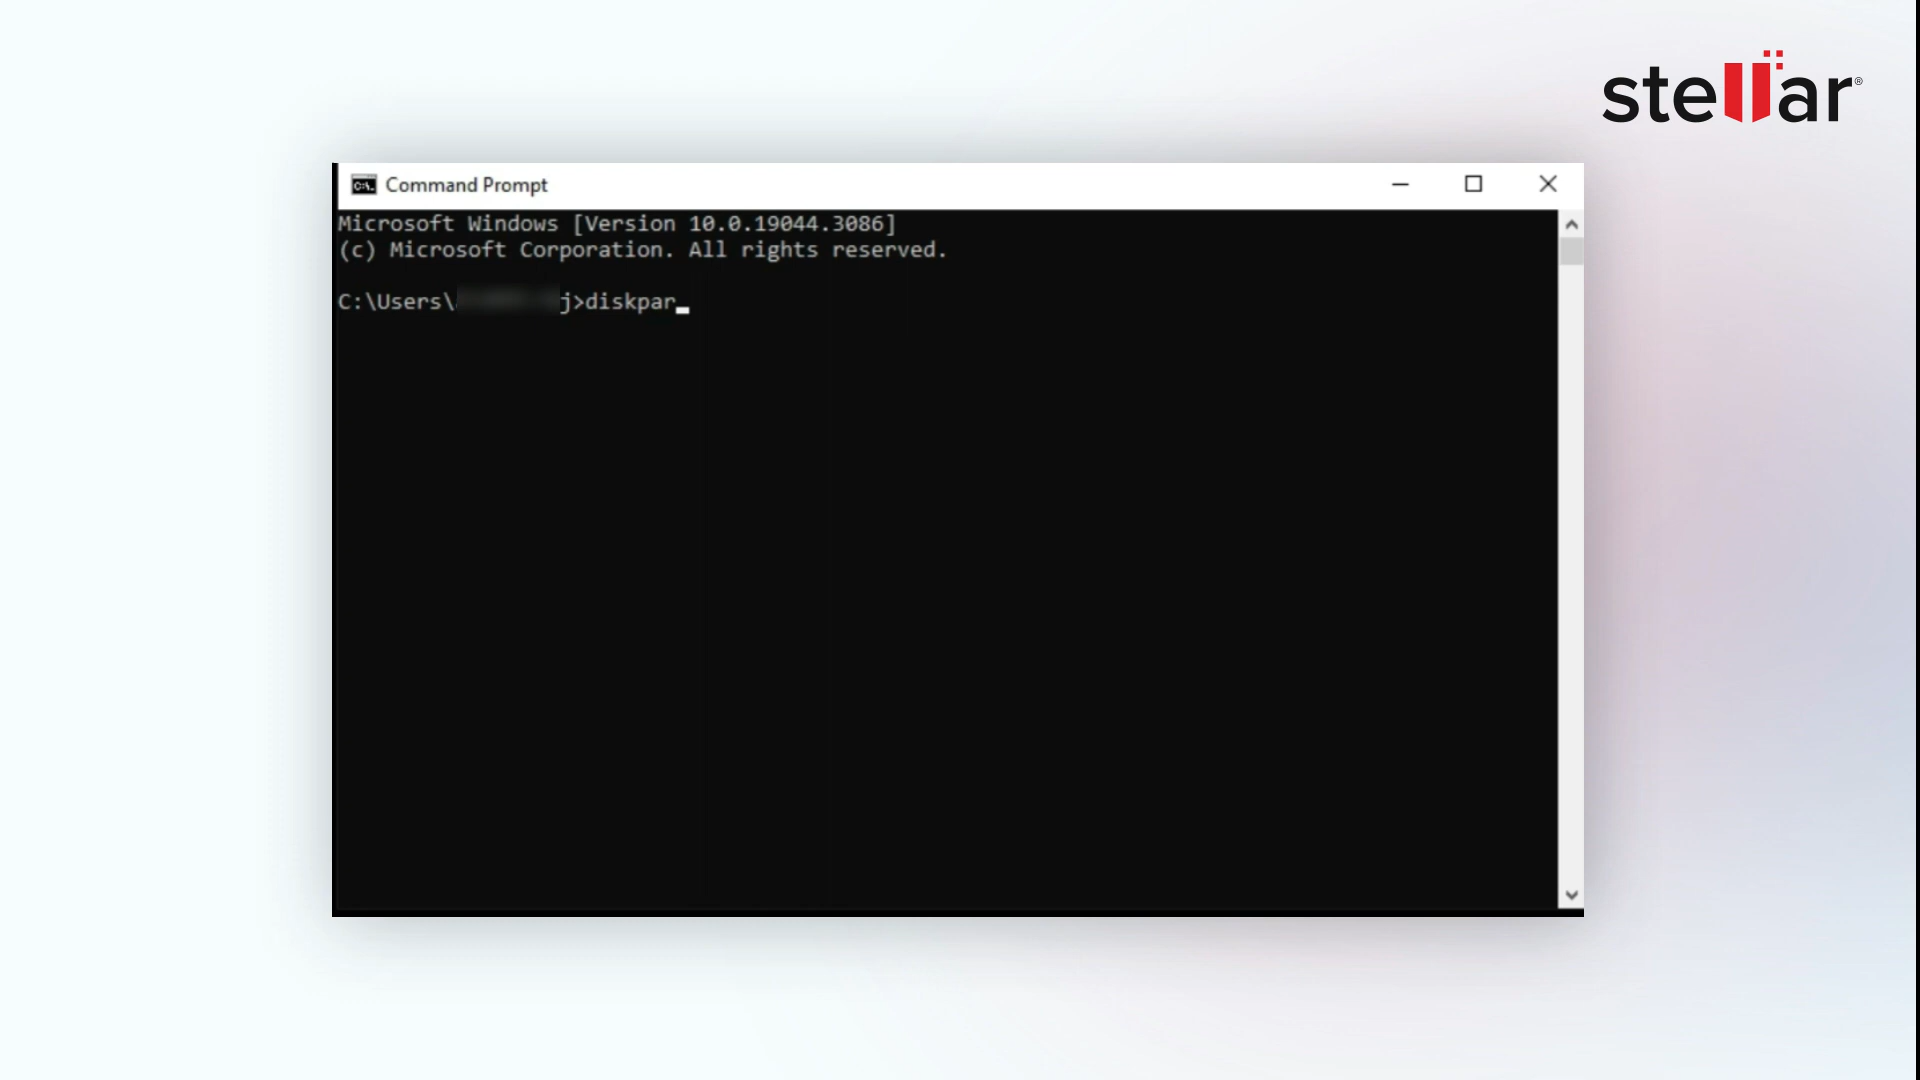 stellar®
Command Prompt
Microsoft Windows [Version 10.0.19044.3086]
(c) Microsoft Corporation. All rights reserved.
C:\Users\ j>diskpar